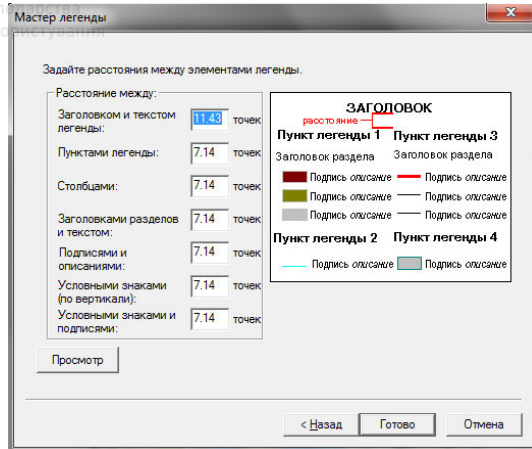 Мастер легенды
Задайте расстояния между элементами легенды.
Расстояние между:
Заголовком и текстом легенды: 11.43 точек
Пунктами легенды: 7.14 точек
Столбцами: 7.14 точек
Заголовками разделов и текстом: 7.14 точек
Подписями и описаниями: 7.14 точек
Условными знаками (по вертикали): 7.14 точек
Условными знаками и подписями: 7.14 точек
Просмотр
ЗАГОЛОВОК
расстояние
Пункт легенды 1 Пункт легенды 3
Заголовок раздела Заголовок раздела
Подпись описание Подпись описание
Подпись описание Подпись описание
Подпись описание Подпись описание
Пункт легенды 2 Пункт легенды 4
Подпись описание Подпись описание
< Назад Готово Отмена